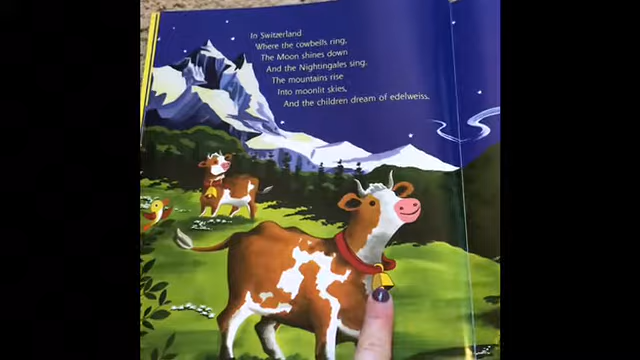 In Switzerland
Where the cowbells ring,
The Moon shines down
And the Nightingales sing.
The mountains rise
Into moonlit skies,
And the children dream of edelweiss.